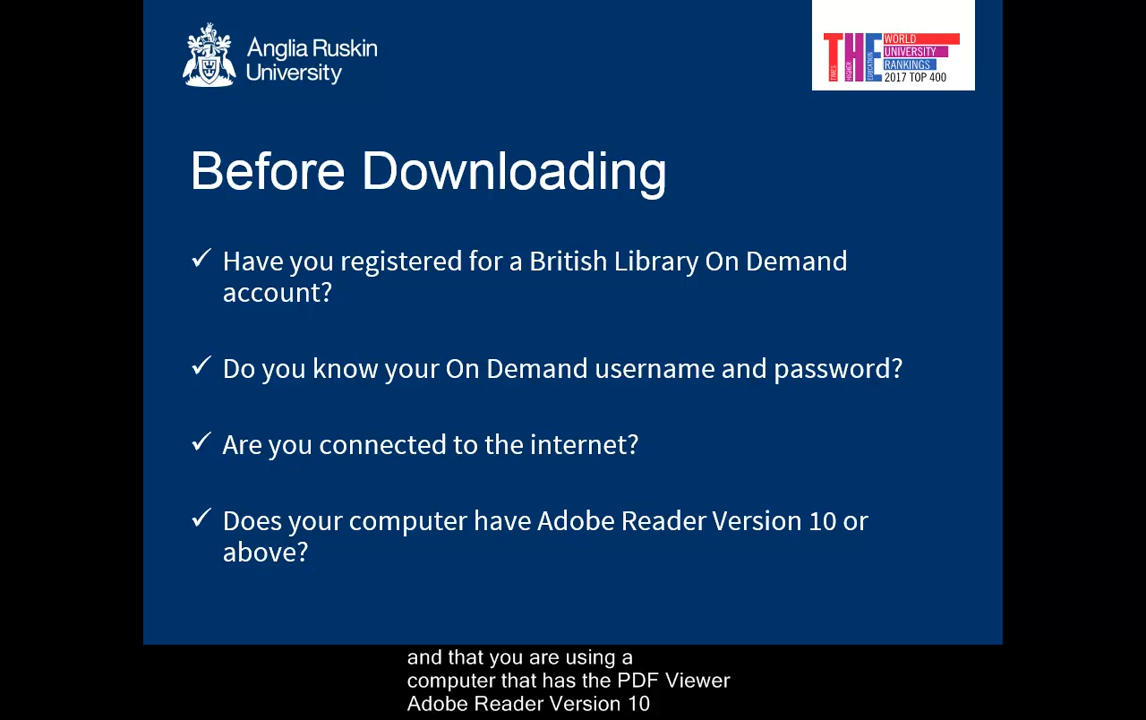 Anglia Ruskin
University
TIMES
HIGHER
EDUCATION
WORLD
UNIVERSITY
RANKINGS
2017 TOP 400
Before Downloading
✓ Have you registered for a British Library On Demand
account?
✓ Do you know your On Demand username and password?
✓ Are you connected to the internet?
✓ Does your computer have Adobe Reader Version 10 or
above?
and that you are using a
computer that has the PDF Viewer
Adobe Reader Version 10